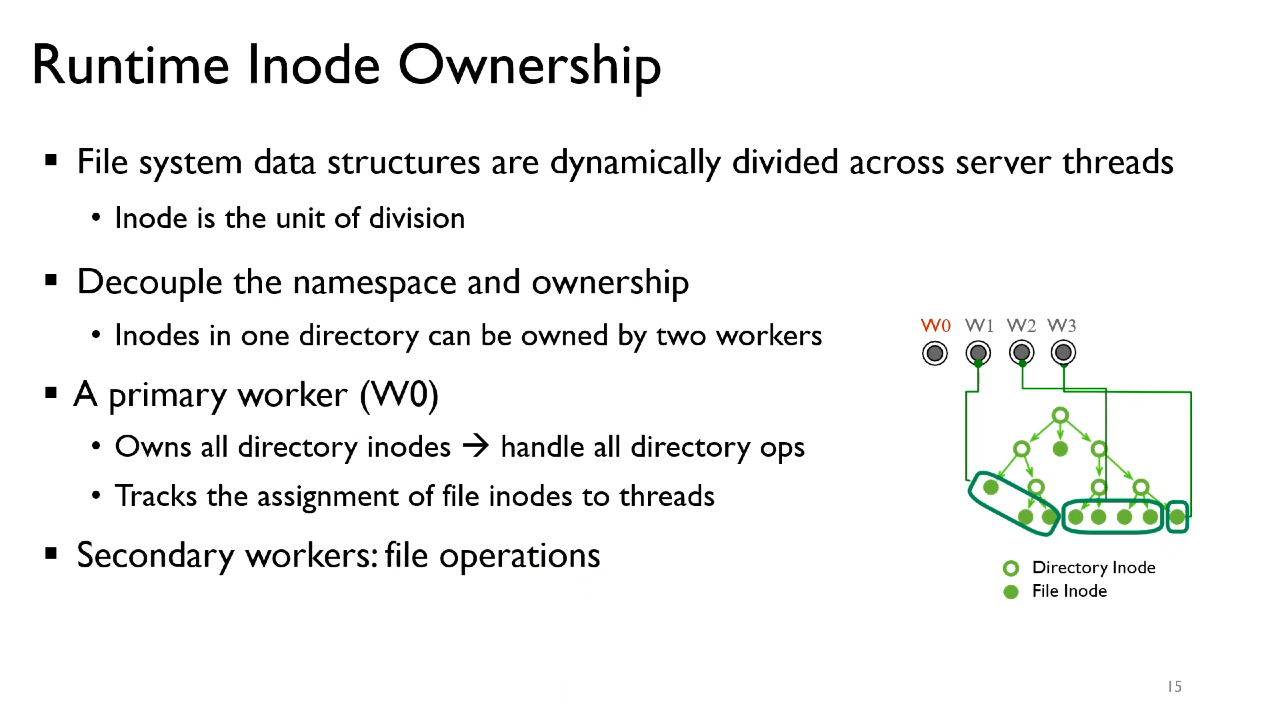 Runtime Inode Ownership
▪ File system data structures are dynamically divided across server threads
• Inode is the unit of division
▪ Decouple the namespace and ownership
• Inodes in one directory can be owned by two workers
▪ A primary worker (W0)
• Owns all directory inodes → handle all directory ops
• Tracks the assignment of file inodes to threads
▪ Secondary workers: file operations
W0 W1 W2 W3
Directory Inode
File Inode
15